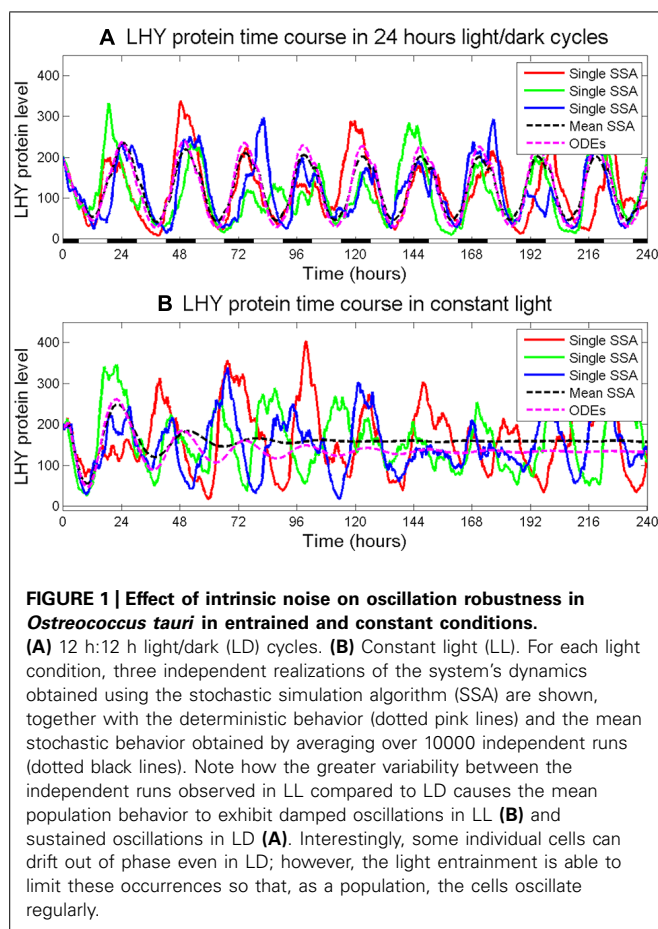 A LHY protein time course in 24 hours light/dark cycles
LHY protein level
400
300
200
100
0
Single SSA
Single SSA
Single SSA
Mean SSA
ODEs
0 24 48 72 96 120 144 168 192 216 240
Time (hours)
B LHY protein time course in constant light
LHY protein level
400
300
200
100
0
Single SSA
Single SSA
Single SSA
Mean SSA
ODEs
0 24 48 72 96 120 144 168 192 216 240
Time (hours)
FIGURE 1 | Effect of intrinsic noise on oscillation robustness in
Ostreococcus tauri in entrained and constant conditions.
(A) 12 h:12 h light/dark (LD) cycles. (B) Constant light (LL). For each light
condition, three independent realizations of the system's dynamics
obtained using the stochastic simulation algorithm (SSA) are shown,
together with the deterministic behavior (dotted pink lines) and the mean
stochastic behavior obtained by averaging over 10000 independent runs
(dotted black lines). Note how the greater variability between the
independent runs observed in LL compared to LD causes the mean
population behavior to exhibit damped oscillations in LL (B) and
sustained oscillations in LD (A). Interestingly, some individual cells can
drift out of phase even in LD; however, the light entrainment is able to
limit these occurrences so that, as a population, the cells oscillate
regularly.